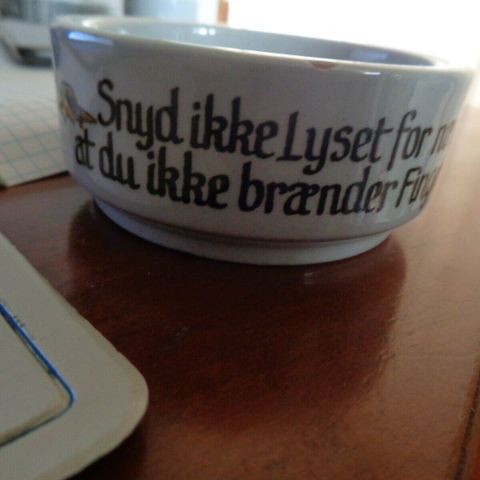 Snyd ikke Lyset for
at du ikke brænder